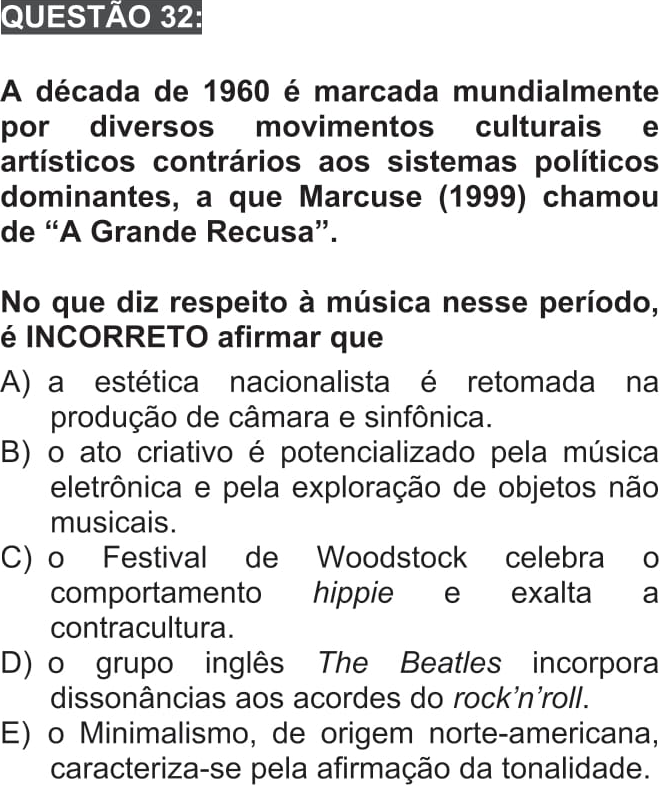 QUESTÃO 32:
A década de 1960 é marcada mundialmente
por diversos movimentos culturais e
artísticos contrários aos sistemas políticos
dominantes, a que Marcuse (1999) chamou
de “A Grande Recusa”.
No que diz respeito à música nesse período,
é INCORRETO afirmar que
A) a estética nacionalista é retomada na
produção de câmara e sinfônica.
B) o ato criativo é potencializado pela música
eletrônica e pela exploração de objetos não
musicais.
C) o Festival de Woodstock celebra o
comportamento hippie e exalta a
contracultura.
D) o grupo inglês The Beatles incorpora
dissonâncias aos acordes do rock’n’roll.
E) o Minimalismo, de origem norte-americana,
caracteriza-se pela afirmação da tonalidade.